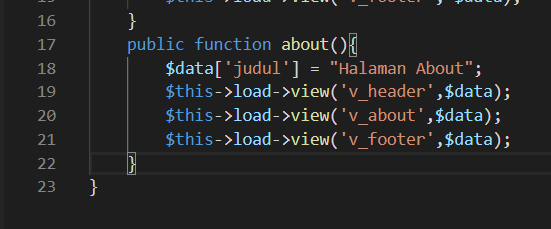 15 $this->load->view('v_footer', $data);
16 }
17 public function about(){
18 $data['judul'] = "Halaman About";
19 $this->load->view('v_header',$data);
20 $this->load->view('v_about',$data);
21 $this->load->view('v_footer',$data);
22 }
23 }